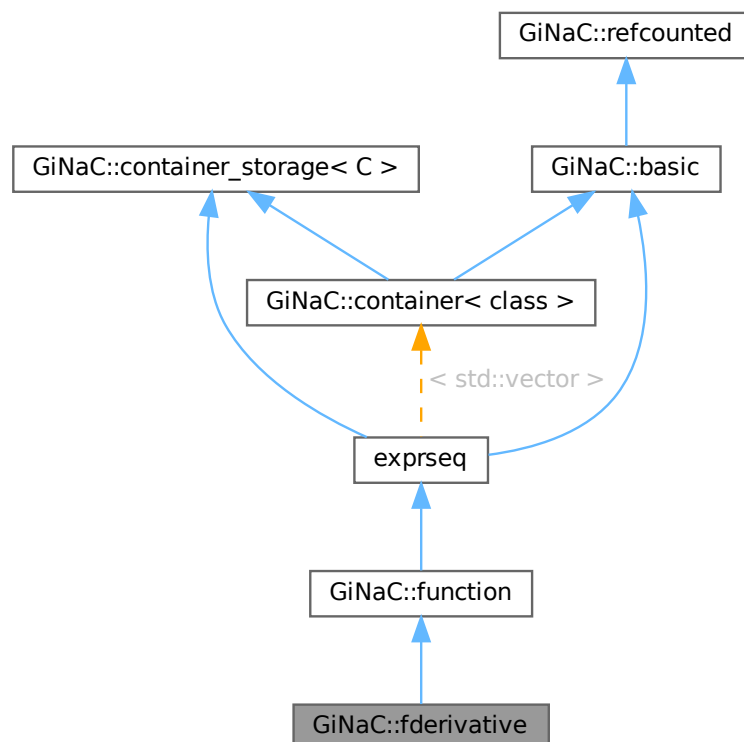 GiNaC::refcounted
GiNaC::container_storage< C >
GiNaC::basic
GiNaC::container< class >
< std::vector >
exprseq
GiNaC::function
GiNaC::fderivative